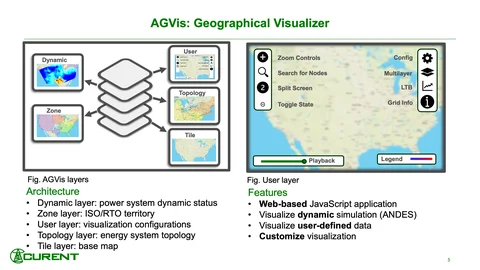 AGVis: Geographical Visualizer
Dynamic
User
Zone
Topology
Tile
Zoom Controls
Config
Search for Nodes
Multilayer
2
Split Screen
LTB
Toggle State
Grid Info
Playback
Legend
Fig. AGVis layers
Fig. User layer
Architecture
• Dynamic layer: power system dynamic status
• Zone layer: ISO/RTO territory
• User layer: visualization configurations
• Topology layer: energy system topology
• Tile layer: base map
Features
• Web-based JavaScript application
• Visualize dynamic simulation (ANDES)
• Visualize user-defined data
• Customize visualization
CURENT